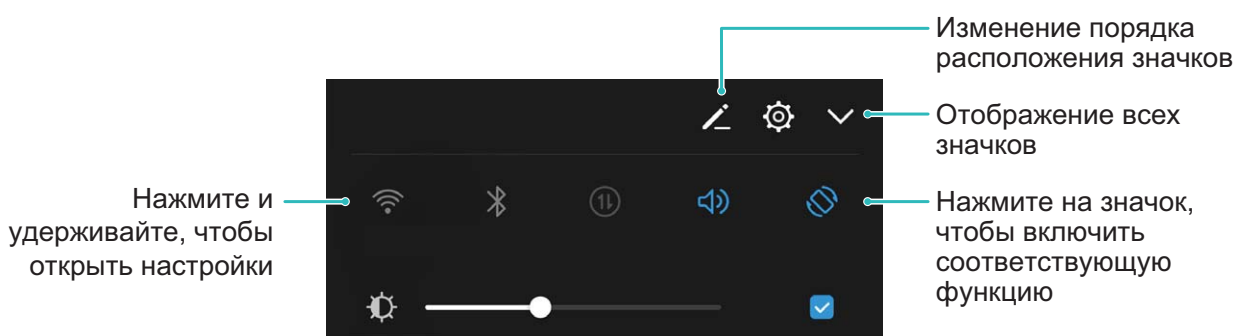 Изменение порядка
расположения значков
Отображение всех
значков
Нажмите и
удерживайте, чтобы
открыть настройки
Нажмите на значок,
чтобы включить
соответствующую
функцию